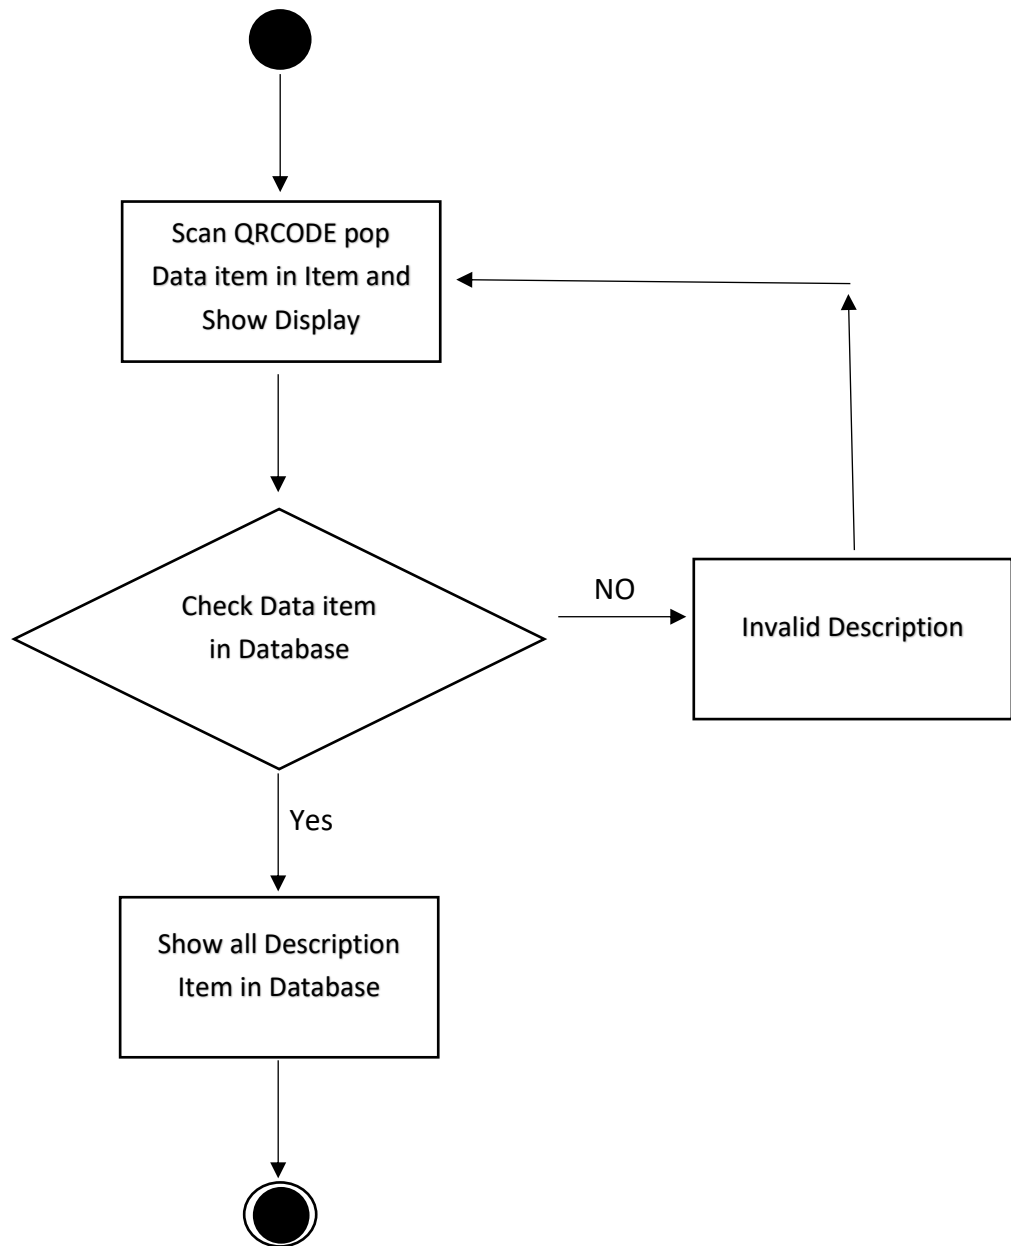 Scan QRCODE pop
Data item in Item and
Show Display
Check Data item
in Database
NO
Invalid Description
Yes
Show all Description
Item in Database